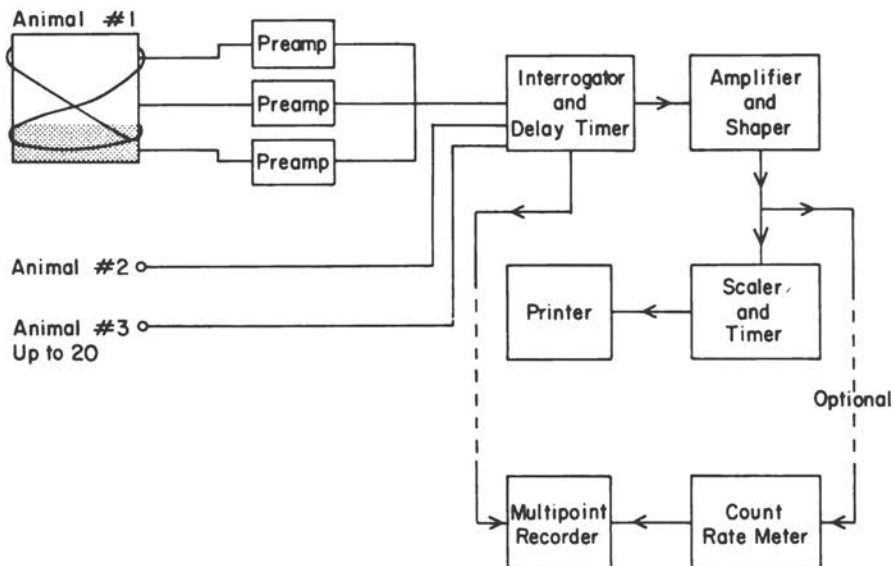 Animal #1
Preamp
Preamp
Preamp
Interrogator
and
Delay Timer
Amplifier
and
Shaper
Animal #2
Animal #3
Up to 20
Printer
Scaler
and
Timer
Optional
Multipoint
Recorder
Count
Rate Meter